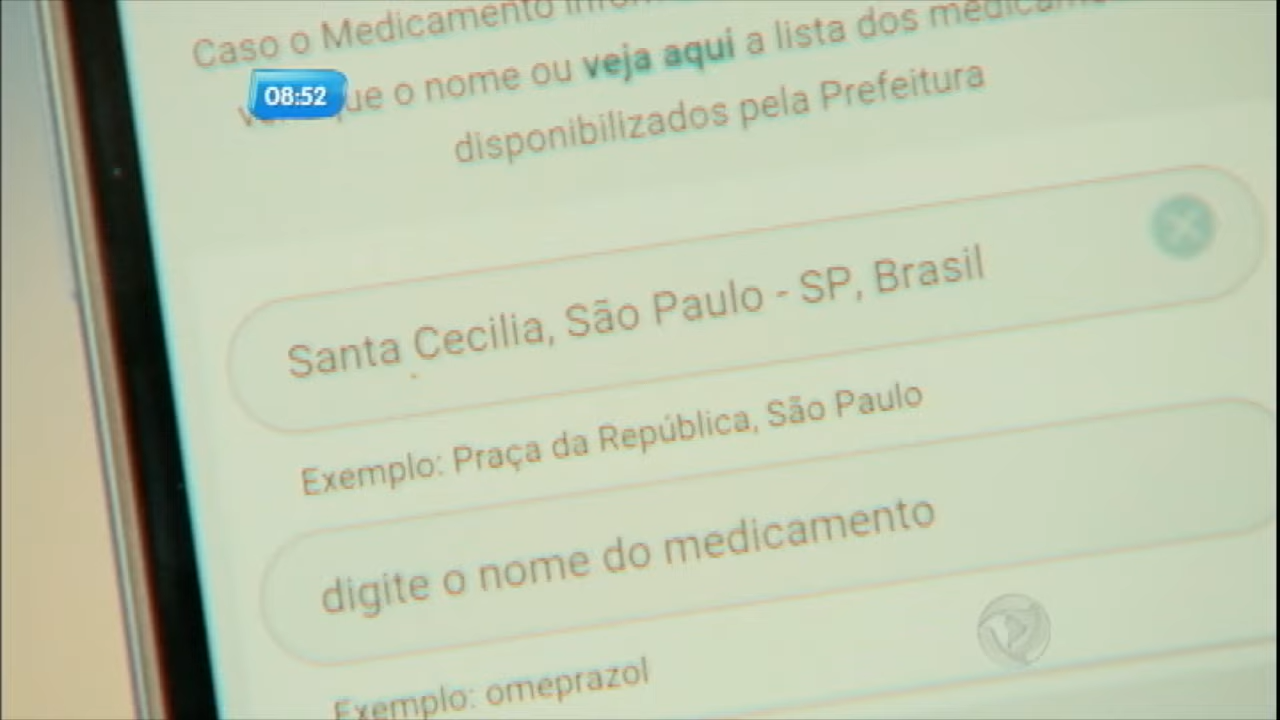 Caso o Medicamento
08:52
que o nome ou veja aqui a lista dos
disponibilizados pela Prefeitura
Santa Cecilia, São Paulo - SP, Brasil
Exemplo: Praça da República, São Paulo
digite o nome do medicamento
Exemplo: omeprazol